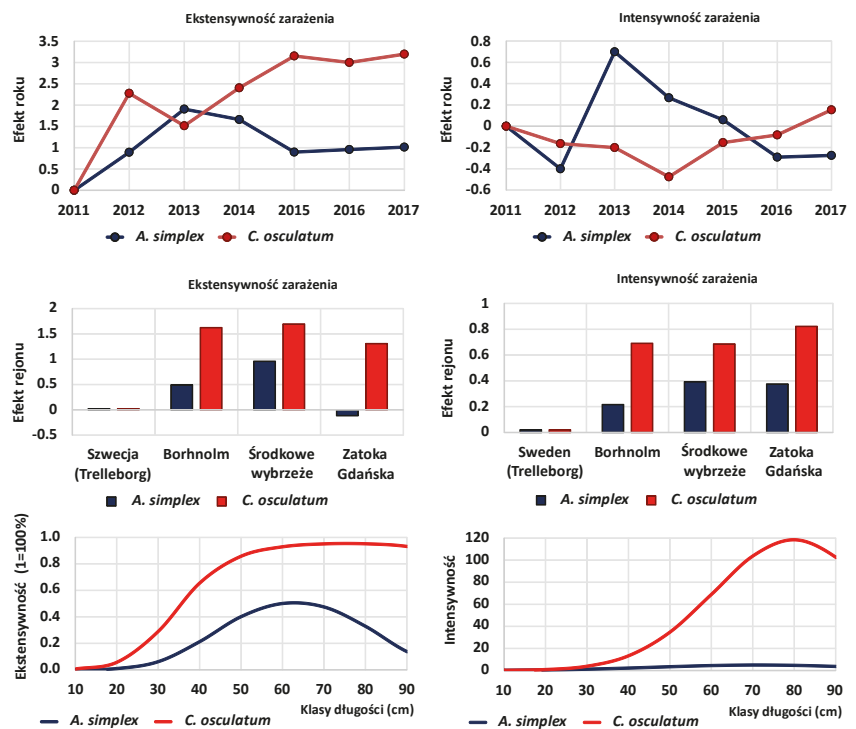 Ekstensywność zarażenia
Efekt roku
3.5
3
2.5
2
1.5
1
0.5
0
2011 2012 2013 2014 2015 2016 2017
A. simplex C. osculatum
Intensywność zarażenia
Efekt roku
0.8
0.6
0.4
0.2
0
-0.2
-0.4
-0.6
2011 2012 2013 2014 2015 2016 2017
A. simplex C. osculatum
Ekstensywność zarażenia
Efekt rejonu
2
1.5
1
0.5
0
-0.5
Szwecja Borhnholm Środkowe Zatoka
(Trelleborg) wybrzeże Gdańska
A. simplex C. osculatum
Intensywność zarażenia
Efekt rejonu
1
0.8
0.6
0.4
0.2
0
Sweden Borhnholm Środkowe Zatoka
(Trelleborg) wybrzeże Gdańska
A. simplex C. osculatum
Ekstensywność (1=100%)
1.0
0.8
0.6
0.4
0.2
0.0
10 20 30 40 50 60 70 80 90
Klasy długości (cm)
A. simplex C. osculatum
Intensywność
120
100
80
60
40
20
0
10 20 30 40 50 60 70 80 90
Klasy długości (cm)
A. simplex C. osculatum